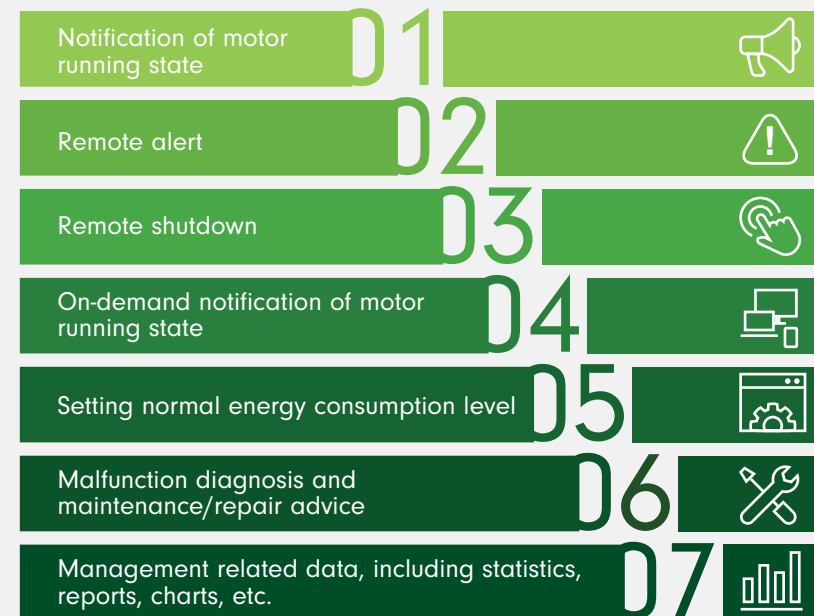 Notification of motor
running state
01
Remote alert
02
Remote shutdown
03
On-demand notification of motor
running state
04
Setting normal energy consumption level
05
Malfunction diagnosis and
maintenance/repair advice
06
Management related data, including statistics,
reports, charts, etc.
07